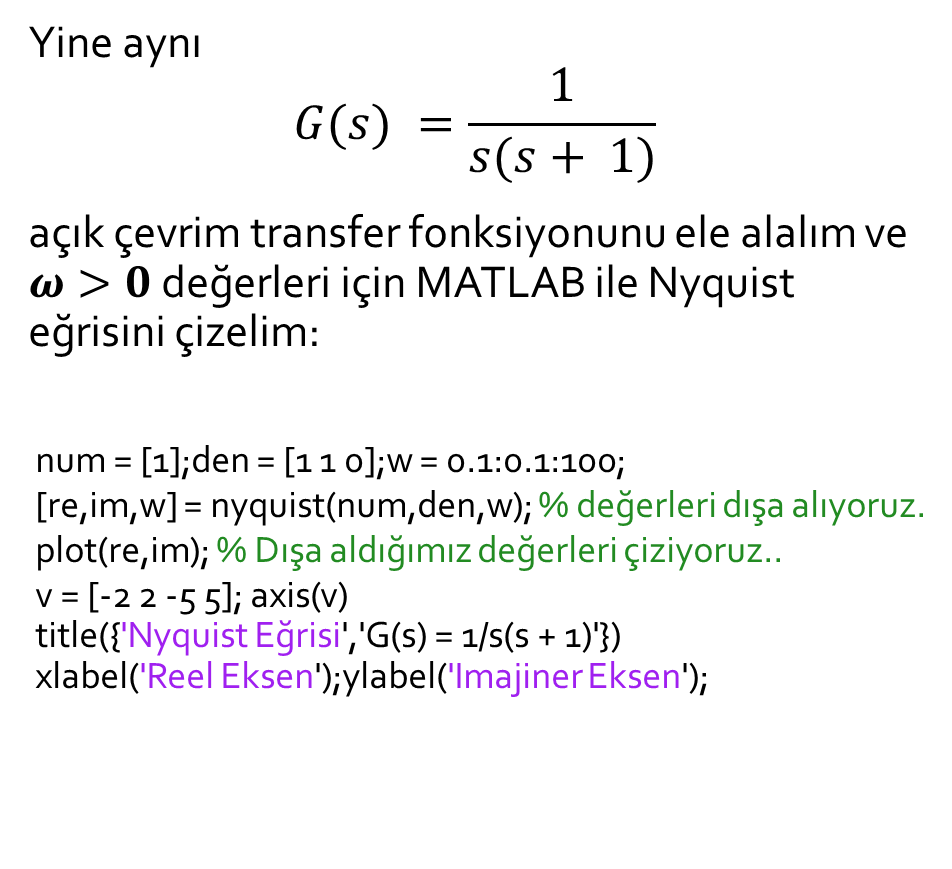 Yine aynı
G(s) = 1 / s(s + 1)
açık çevrim transfer fonksiyonunu ele alalım ve
ω > 0 değerleri için MATLAB ile Nyquist
eğrisini çizelim:
num = [1];den = [1 1 0];w = 0.1:0.1:100;
[re,im,w] = nyquist(num,den,w); % değerleri dışa alıyoruz.
plot(re,im); % Dışa aldığımız değerleri çiziyoruz..
v = [-2 2 -5 5]; axis(v)
title({'Nyquist Eğrisi','G(s) = 1/s(s + 1)'})
xlabel('Reel Eksen');ylabel('Imajiner Eksen');